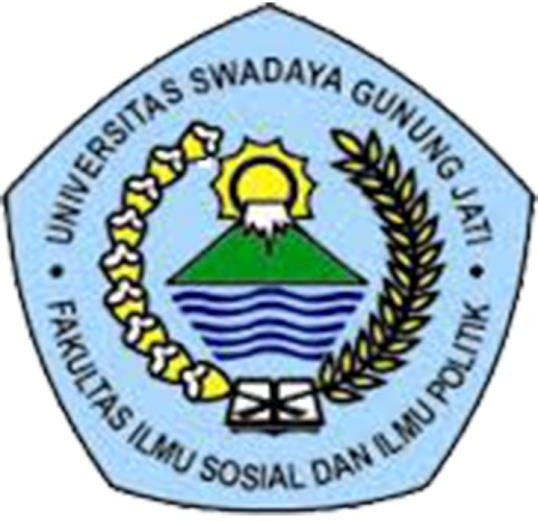 UNIVERSITAS SWADAYA GUNUNG JATI
FAKULTAS ILMU SOSIAL DAN ILMU POLITIK